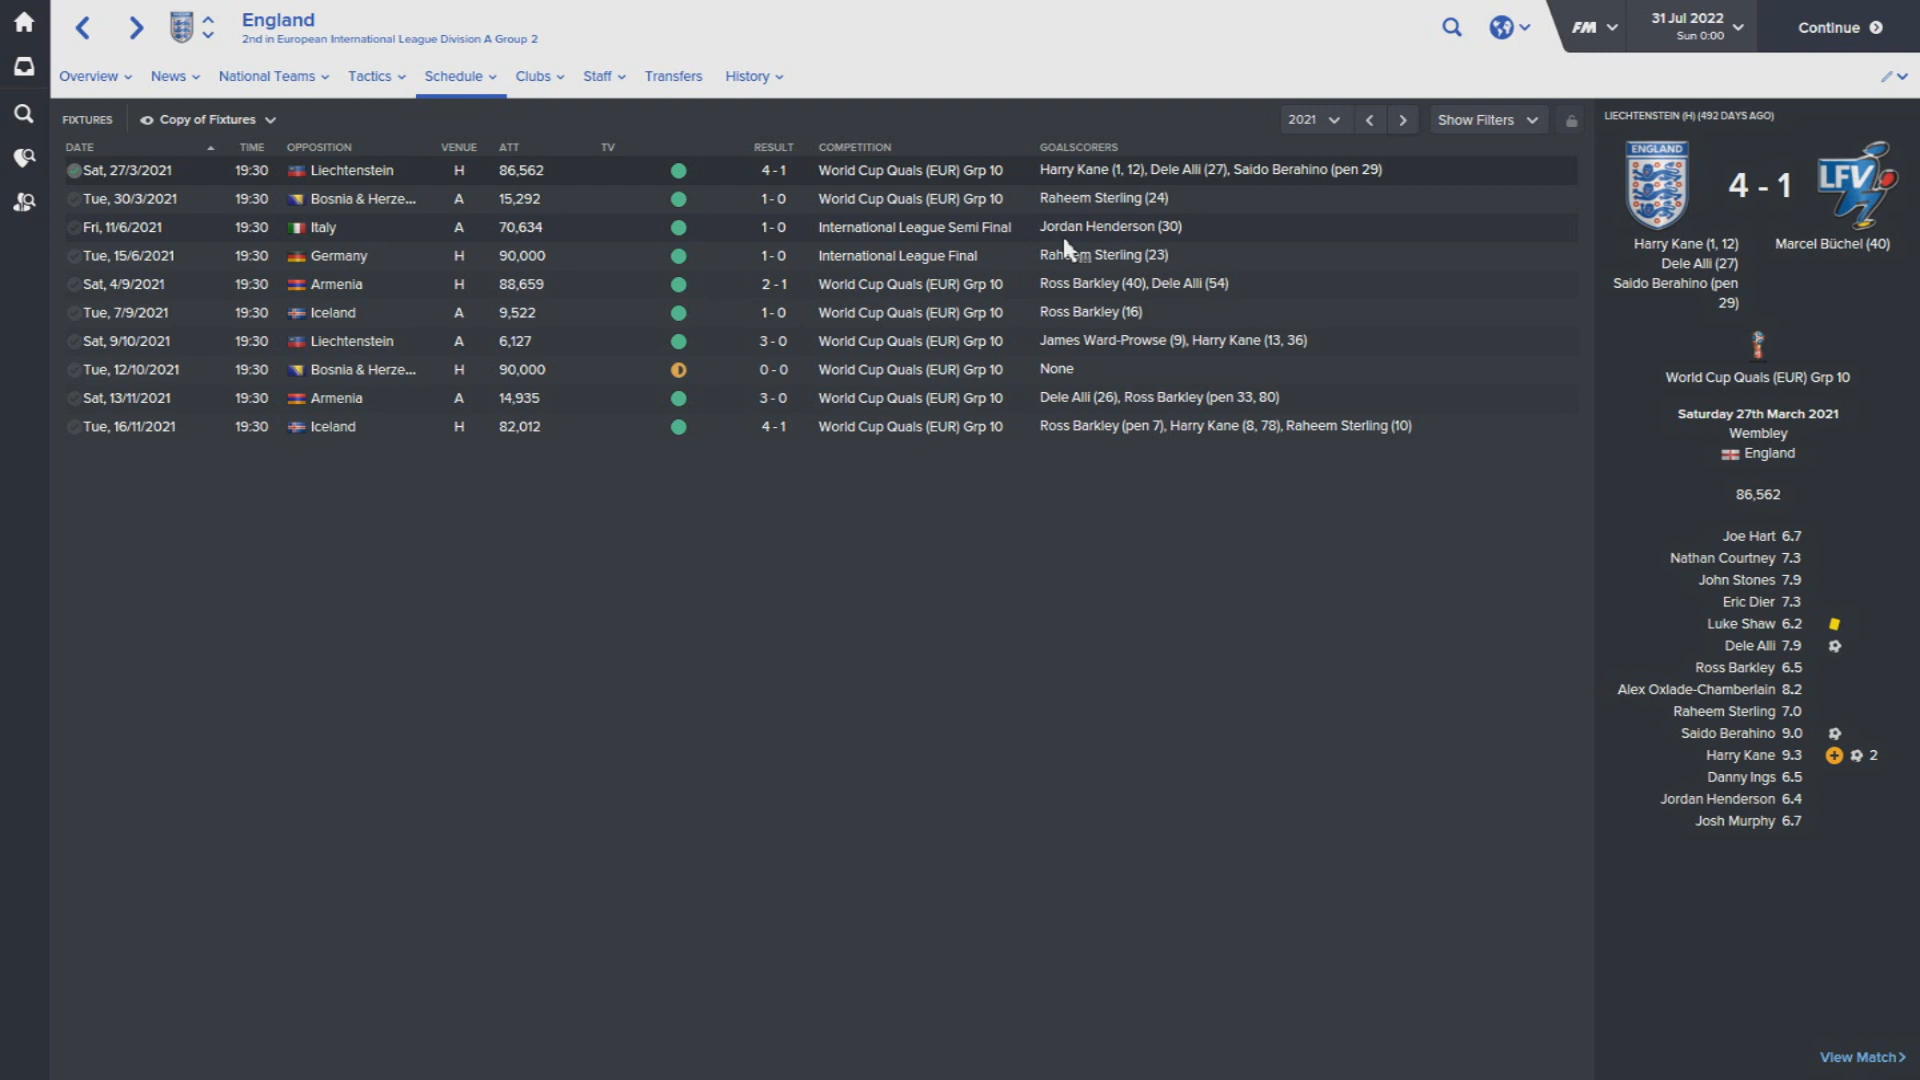 England
2nd in European International League Division A Group 2
FM
31 Jul 2022
Sun 0:00
Continue
Overview News National Teams Tactics Schedule Clubs Staff Transfers History
FIXTURES Copy of Fixtures 2021 Show Filters
DATE TIME OPPOSITION VENUE ATT TV RESULT COMPETITION GOALSCORERS
Sat, 27/3/2021 19:30 Liechtenstein H 86,562 4 - 1 World Cup Quals (EUR) Grp 10 Harry Kane (1, 12), Dele Alli (27), Saido Berahino (pen 29)
Tue, 30/3/2021 19:30 Bosnia & Herze... A 15,292 1 - 0 World Cup Quals (EUR) Grp 10 Raheem Sterling (24)
Fri, 11/6/2021 19:30 Italy A 70,634 1 - 0 International League Semi Final Jordan Henderson (30)
Tue, 15/6/2021 19:30 Germany H 90,000 1 - 0 International League Final Raheem Sterling (23)
Sat, 4/9/2021 19:30 Armenia H 88,659 2 - 1 World Cup Quals (EUR) Grp 10 Ross Barkley (40), Dele Alli (54)
Tue, 7/9/2021 19:30 Iceland A 9,522 1 - 0 World Cup Quals (EUR) Grp 10 Ross Barkley (16)
Sat, 9/10/2021 19:30 Liechtenstein A 6,127 3 - 0 World Cup Quals (EUR) Grp 10 James Ward-Prowse (9), Harry Kane (13, 36)
Tue, 12/10/2021 19:30 Bosnia & Herze... H 90,000 0 - 0 World Cup Quals (EUR) Grp 10 None
Sat, 13/11/2021 19:30 Armenia A 14,935 3 - 0 World Cup Quals (EUR) Grp 10 Dele Alli (26), Ross Barkley (pen 33, 80)
Tue, 16/11/2021 19:30 Iceland H 82,012 4 - 1 World Cup Quals (EUR) Grp 10 Ross Barkley (pen 7), Harry Kane (8, 78), Raheem Sterling (10)
LIECHTENSTEIN (H) (492 DAYS AGO)
ENGLAND 4 - 1 LFV
Harry Kane (1, 12) Marcel Büchel (40)
Dele Alli (27)
Saido Berahino (pen
29)
World Cup Quals (EUR) Grp 10
Saturday 27th March 2021
Wembley
England
86,562
Joe Hart 6.7
Nathan Courtney 7.3
John Stones 7.9
Eric Dier 7.3
Luke Shaw 6.2
Dele Alli 7.9
Ross Barkley 6.5
Alex Oxlade-Chamberlain 8.2
Raheem Sterling 7.0
Saido Berahino 9.0
Harry Kane 9.3 2
Danny Ings 6.5
Jordan Henderson 6.4
Josh Murphy 6.7
View Match>